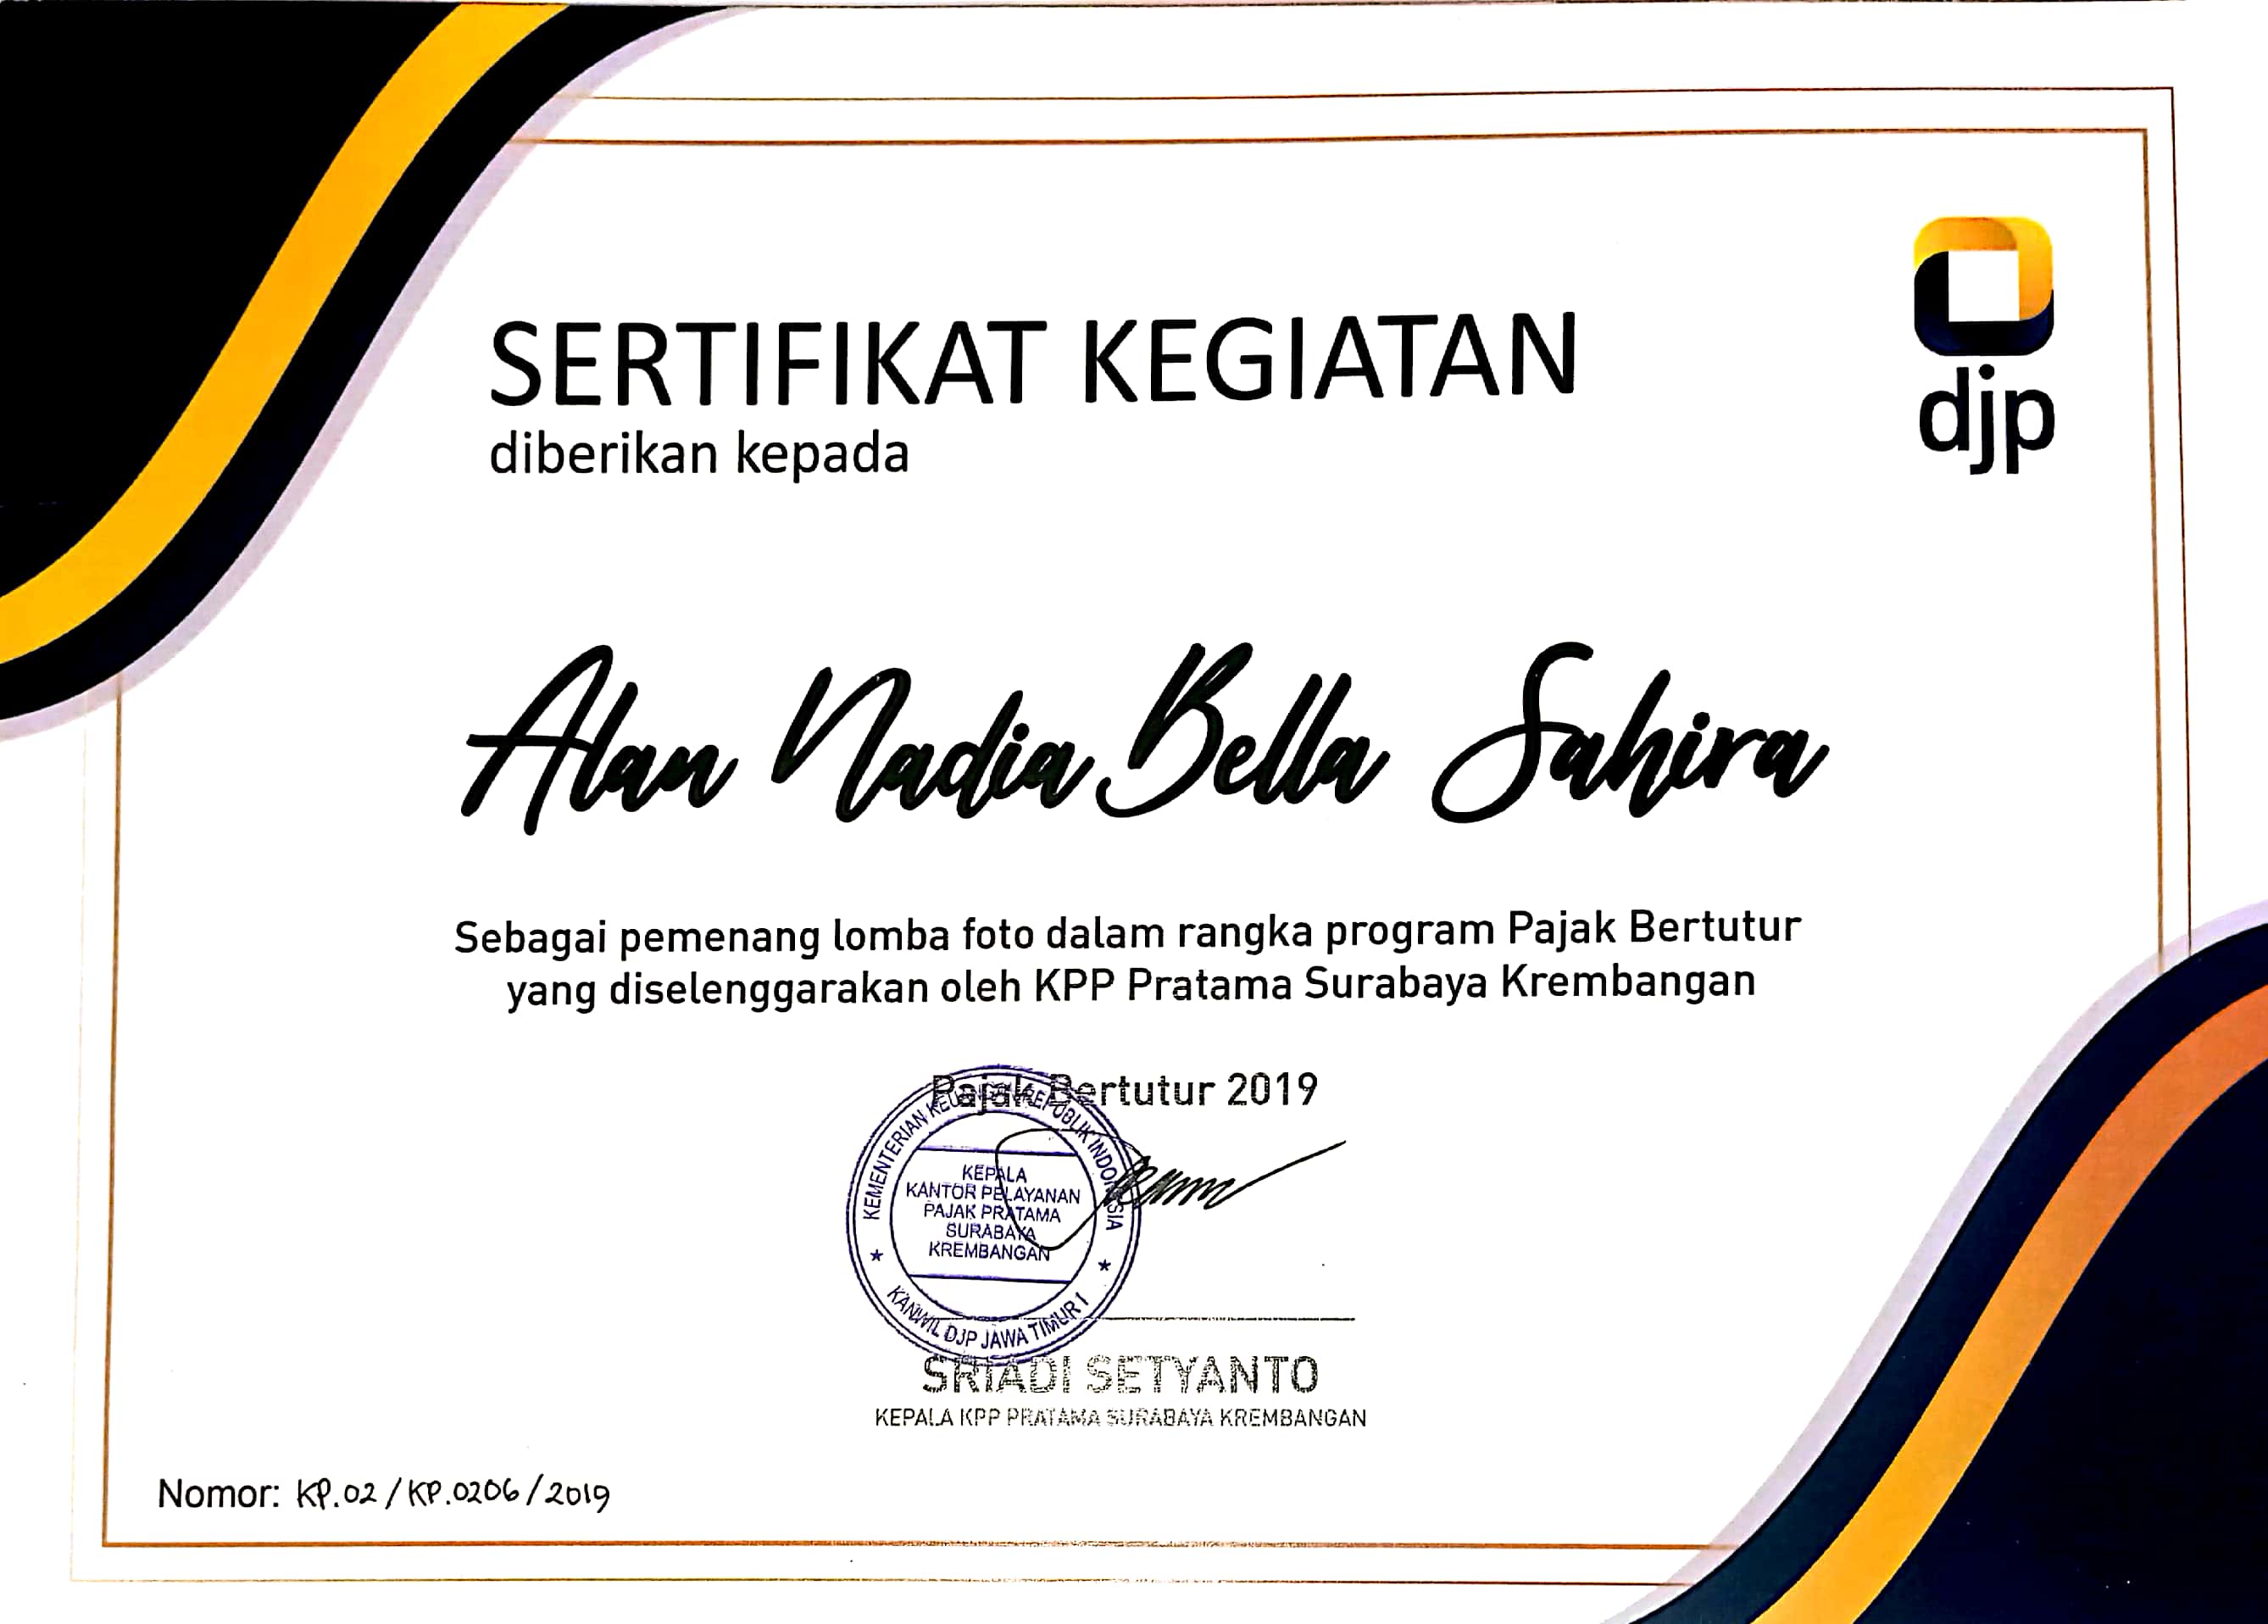 djp
SERTIFIKAT KEGIATAN
diberikan kepada
Alan Nadia Bella Sahira
Sebagai pemenang lomba foto dalam rangka program Pajak Bertutur
yang diselenggarakan oleh KPP Pratama Surabaya Krembangan
Pajak Bertutur 2019
KEMENTERIAN KEUANGAN REPUBLIK INDONESIA
KEPALA
KANTOR PELAYANAN
PAJAK PRATAMA
SURABAYA
KREMBANGAN
KANWIL DJP JAWA TIMUR I
SRIADI SETYANTO
KEPALA KPP PRATAMA SURABAYA KREMBANGAN
Nomor: KP.02/KP.0206/2019